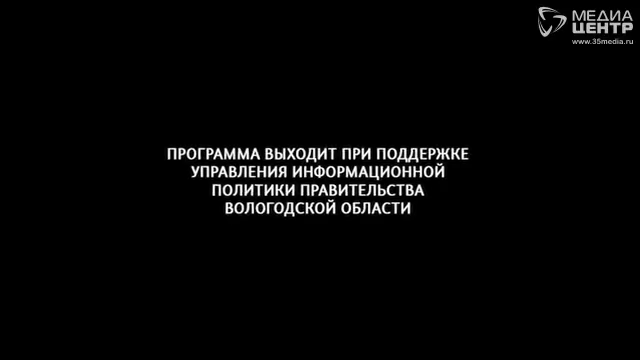 МЕДИА
ЦЕНТР
www.35media.ru
ПРОГРАММА ВЫХОДИТ ПРИ ПОДДЕРЖКЕ
УПРАВЛЕНИЯ ИНФОРМАЦИОННОЙ
ПОЛИТИКИ ПРАВИТЕЛЬСТВА
ВОЛОГОДСКОЙ ОБЛАСТИ